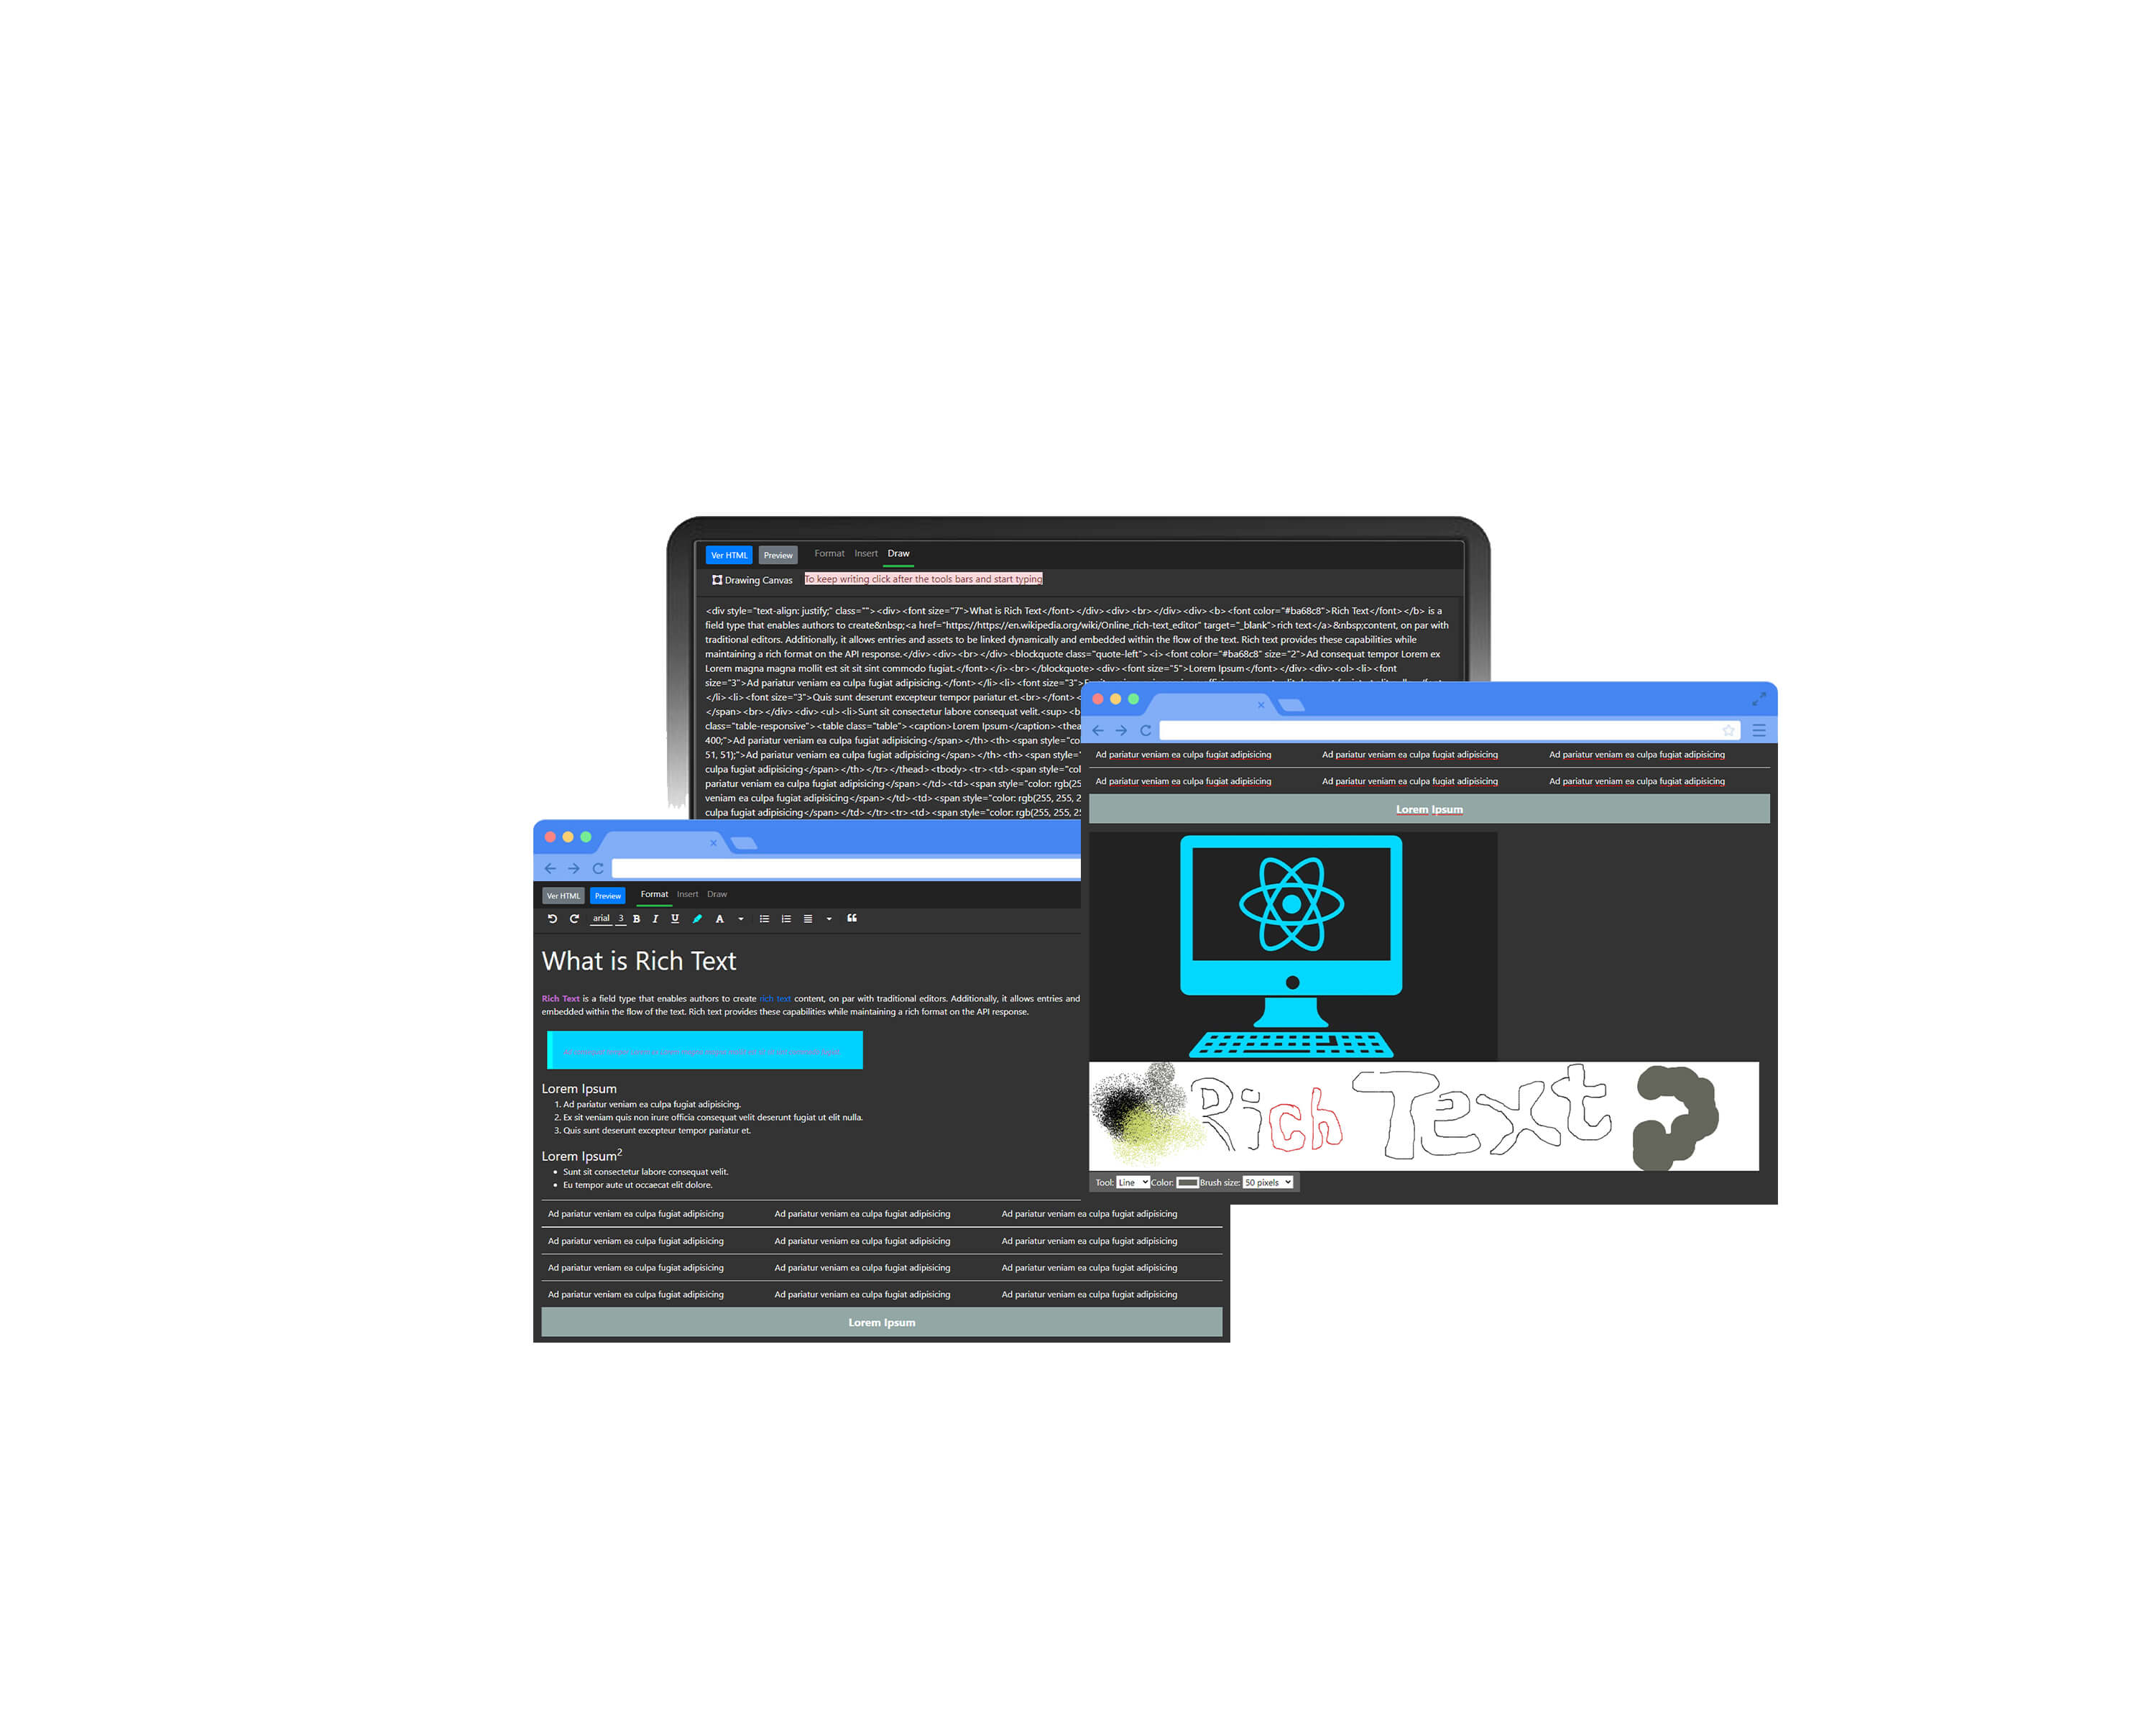 Ver HTML Preview Format Insert Draw
Drawing Canvas To keep writing click after the tools bars and start typing
<div style="text-align: justify;" class=""><div><font size="7">What is Rich Text</font></div><div><br></div><div><b><font color="#ba68c8">Rich Text</font></b> is a
field type that enables authors to create&nbsp;<a href="https://https://en.wikipedia.org/wiki/Online_rich-text_editor" target="_blank">rich text</a>&nbsp;content, on par with
traditional editors. Additionally, it allows entries and assets to be linked dynamically and embedded within the flow of the text. Rich text provides these capabilities while
maintaining a rich format on the API response.</div><div><br></div><blockquote class="quote-left"><i><font color="#ba68c8" size="2">Ad consequat tempor Lorem ex
Lorem magna magna mollit est sit sit sint commodo fugiat.</font></i><br></blockquote><div><font size="5">Lorem Ipsum</font></div><div><ol><li><font
size="3">Ad pariatur veniam ea culpa fugiat adipisicing.</font></li><li><font size="3">
</li><li><font size="3">Quis sunt deserunt excepteur tempor pariatur et.<br></font><
</span><br></div><div><ul><li>Sunt sit consectetur labore consequat velit.<sup><b
class="table-responsive"><table class="table"><caption>Lorem Ipsum</caption><thea
400;">Ad pariatur veniam ea culpa fugiat adipisicing</span></th><th><span style="co
51, 51);">Ad pariatur veniam ea culpa fugiat adipisicing</span></th><th><span style="
culpa fugiat adipisicing</span></th></tr></thead><tbody><tr><td><span style="col
pariatur veniam ea culpa fugiat adipisicing</span></td><td><span style="color: rgb(25
veniam ea culpa fugiat adipisicing</span></td><td><span style="color: rgb(255, 255, 2
culpa fugiat adipisicing</span></td></tr><tr><td><span style="color: rgb(255, 255, 25
Ver HTML Preview Format Insert Draw
arial 3 B I U A
What is Rich Text
Rich Text is a field type that enables authors to create rich text content, on par with traditional editors. Additionally, it allows entries and
embedded within the flow of the text. Rich text provides these capabilities while maintaining a rich format on the API response.
Lorem Ipsum
1. Ad pariatur veniam ea culpa fugiat adipisicing.
2. Ex sit veniam quis non irure officia consequat velit deserunt fugiat ut elit nulla.
3. Quis sunt deserunt excepteur tempor pariatur et.
Lorem Ipsum2
• Sunt sit consectetur labore consequat velit.
• Eu tempor aute ut occaecat elit dolore.
Ad pariatur veniam ea culpa fugiat adipisicing Ad pariatur veniam ea culpa fugiat adipisicing Ad pariatur veniam ea culpa fugiat adipisicing
Ad pariatur veniam ea culpa fugiat adipisicing Ad pariatur veniam ea culpa fugiat adipisicing Ad pariatur veniam ea culpa fugiat adipisicing
Ad pariatur veniam ea culpa fugiat adipisicing Ad pariatur veniam ea culpa fugiat adipisicing Ad pariatur veniam ea culpa fugiat adipisicing
Ad pariatur veniam ea culpa fugiat adipisicing Ad pariatur veniam ea culpa fugiat adipisicing Ad pariatur veniam ea culpa fugiat adipisicing
Lorem Ipsum
Ad pariatur veniam ea culpa fugiat adipisicing Ad pariatur veniam ea culpa fugiat adipisicing Ad pariatur veniam ea culpa fugiat adipisicing
Ad pariatur veniam ea culpa fugiat adipisicing Ad pariatur veniam ea culpa fugiat adipisicing Ad pariatur veniam ea culpa fugiat adipisicing
Lorem Ipsum
Rich Text
Tool: Line Color: Brush size: 50 pixels